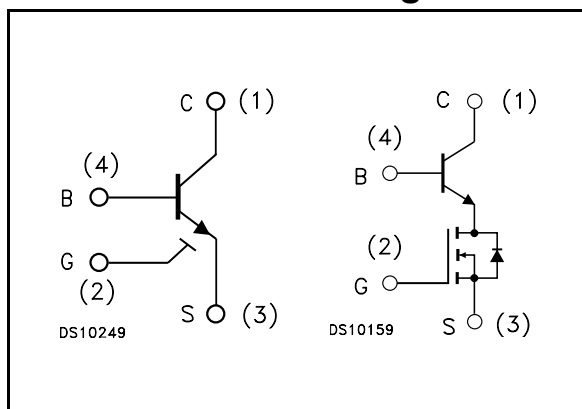 C (1)
(4)
B
G
(2)
S (3)
DS10249
C (1)
(4)
B
(2)
G
S (3)
DS10159